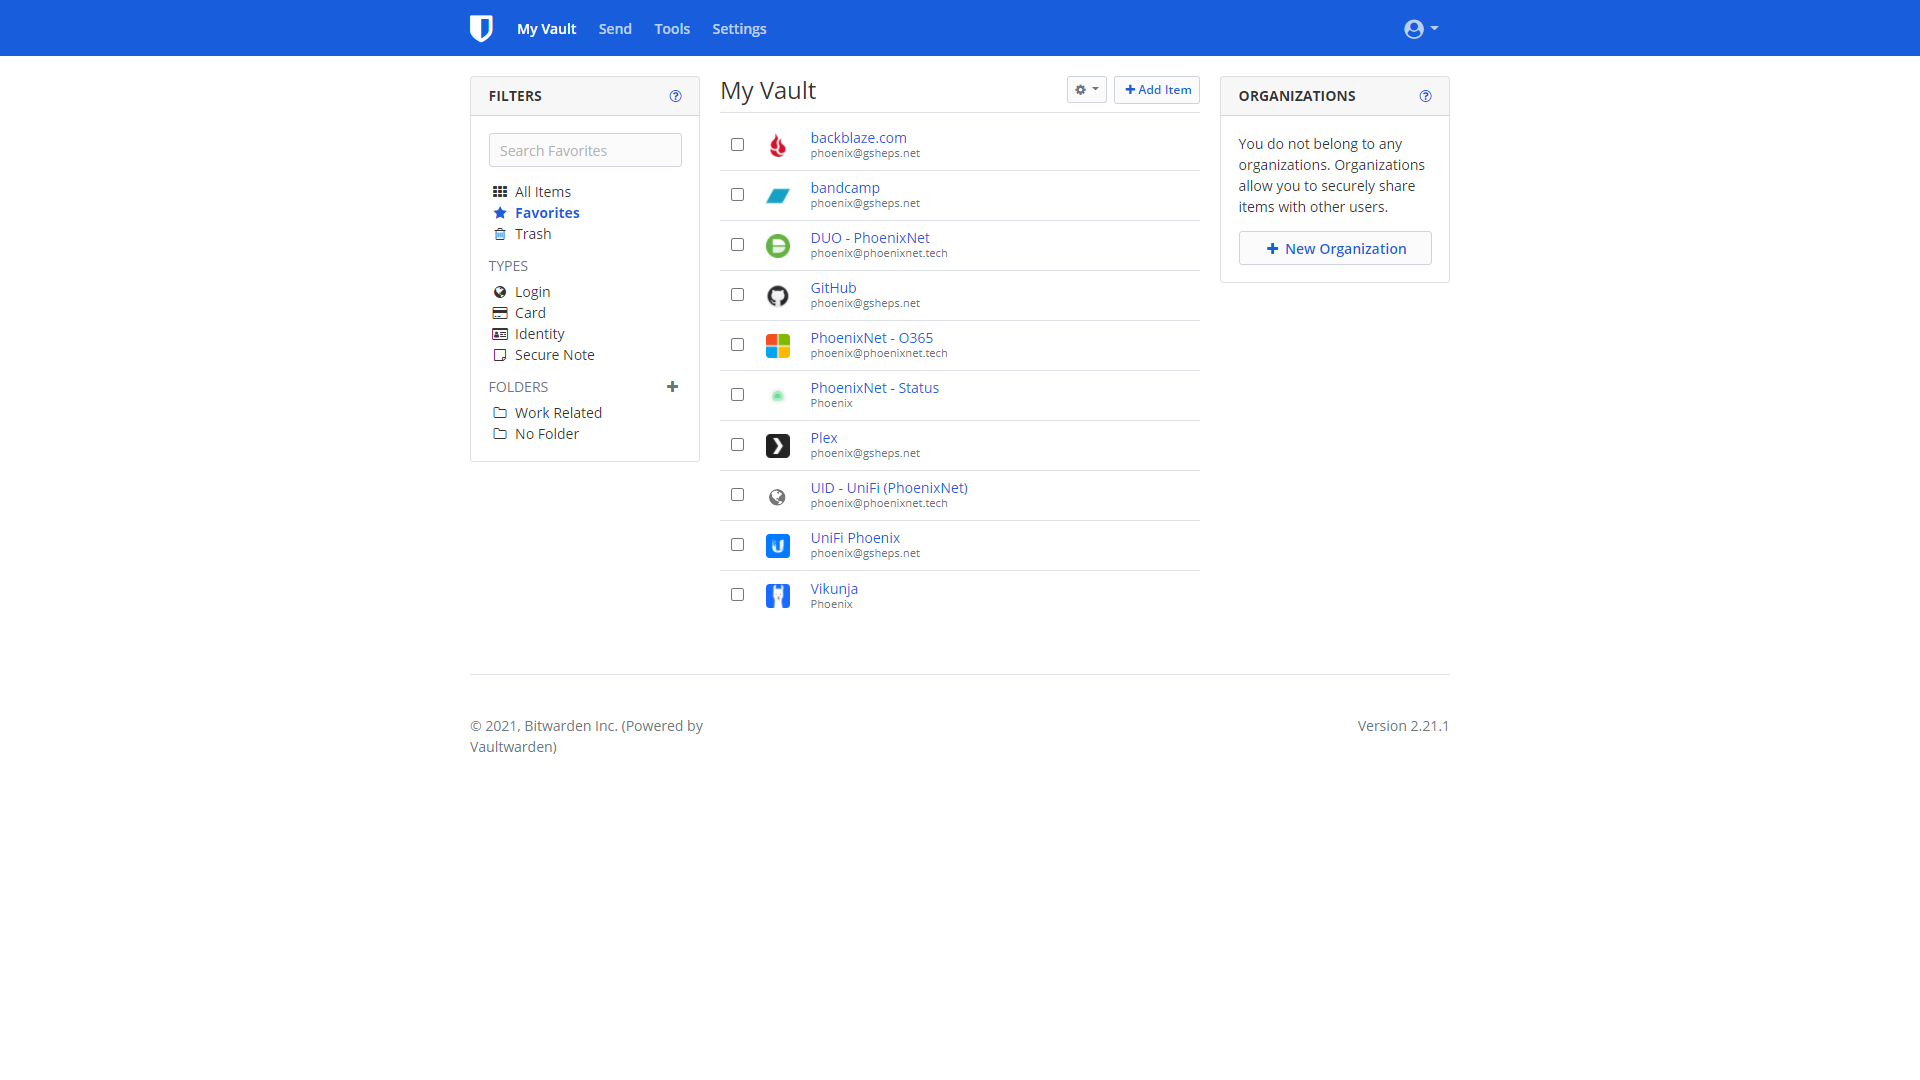 My Vault Send Tools Settings
FILTERS
Search Favorites
All Items
Favorites
Trash
TYPES
Login
Card
Identity
Secure Note
FOLDERS
Work Related
No Folder
My Vault
Add Item
backblaze.com
phoenix@gsheps.net
bandcamp
phoenix@gsheps.net
DUO - PhoenixNet
phoenix@phoenixnet.tech
GitHub
phoenix@gsheps.net
PhoenixNet - O365
phoenix@phoenixnet.tech
PhoenixNet - Status
Phoenix
Plex
phoenix@gsheps.net
UID - UniFi (PhoenixNet)
phoenix@phoenixnet.tech
UniFi Phoenix
phoenix@gsheps.net
Vikunja
Phoenix
ORGANIZATIONS
You do not belong to any
organizations. Organizations
allow you to securely share
items with other users.
New Organization
© 2021, Bitwarden Inc. (Powered by
Vaultwarden)
Version 2.21.1